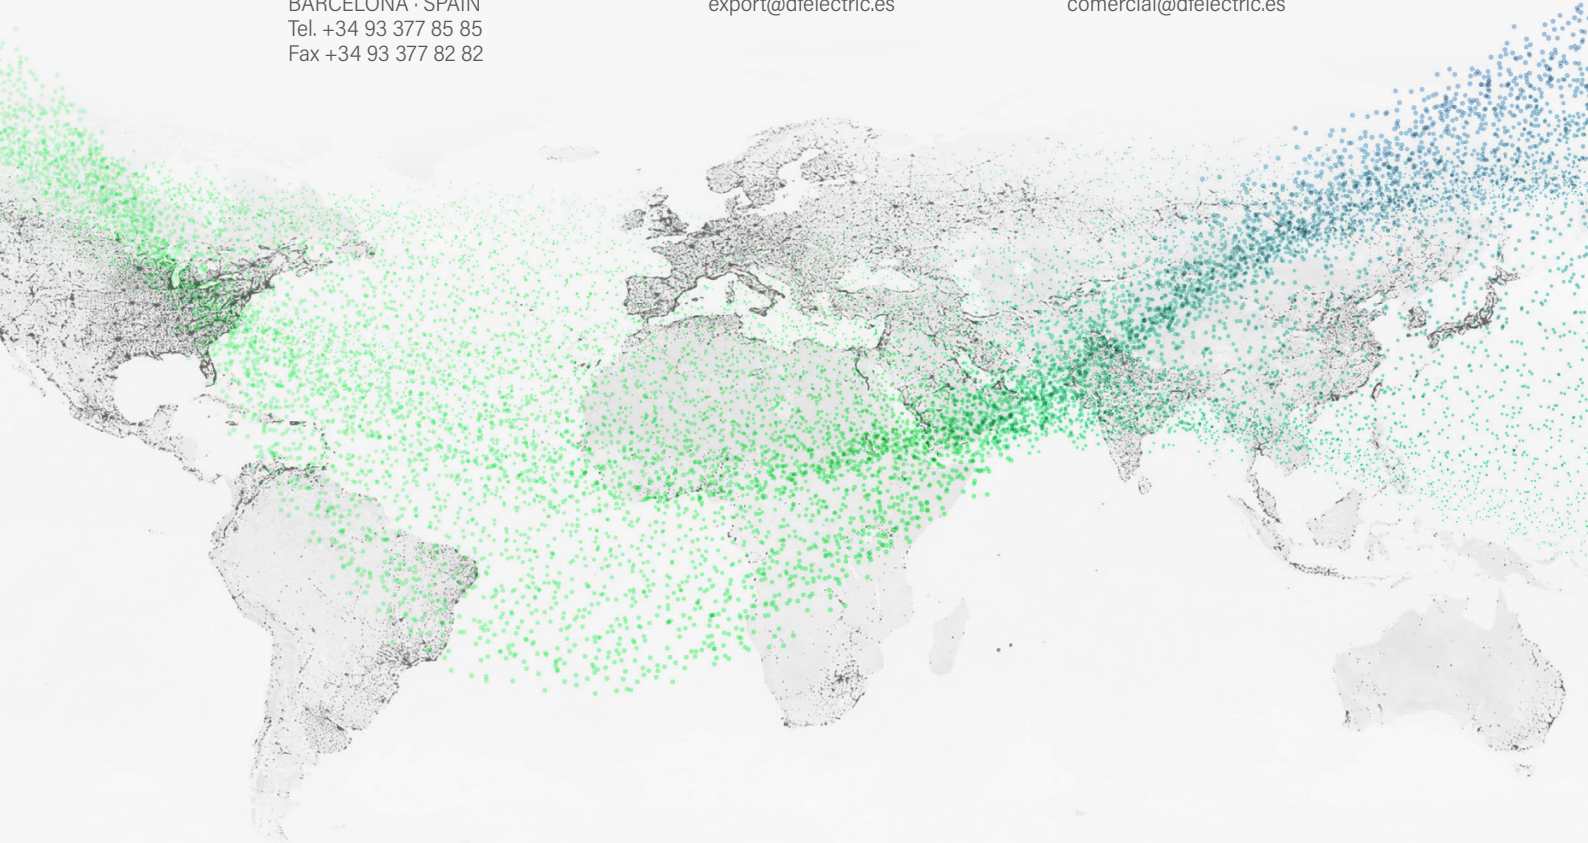 BARCELONA · SPAIN
Tel. +34 93 377 85 85
Fax +34 93 377 82 82
export@dfelectric.es
comercial@dfelectric.es